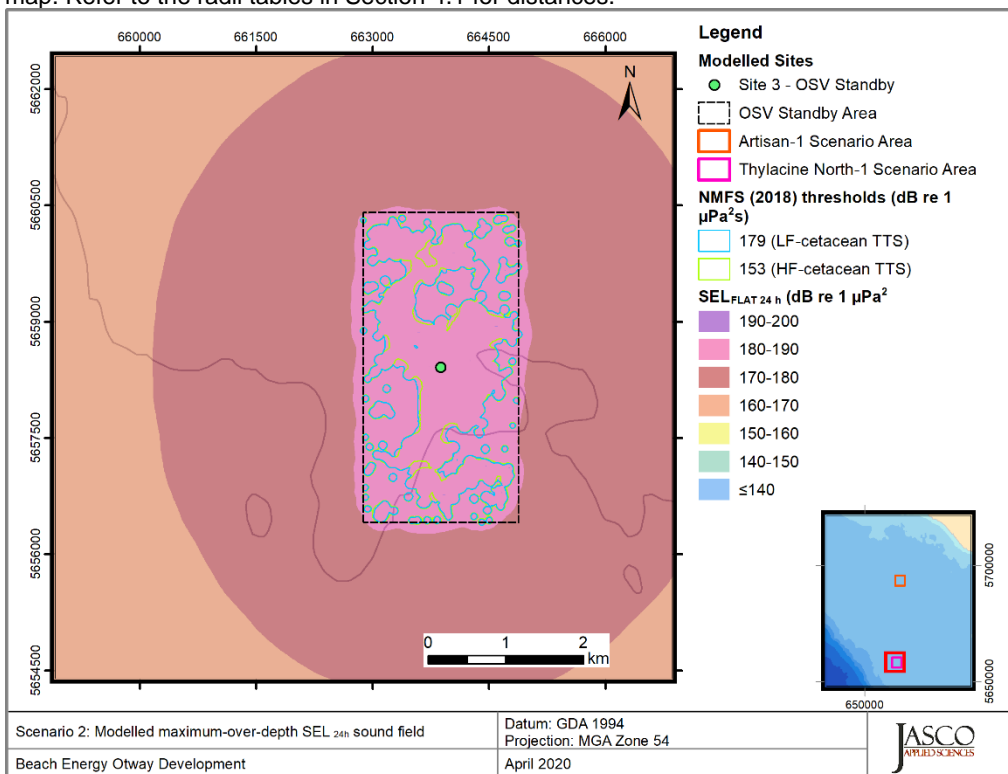 map. Refer to the radii tables in Section 4.1 for distances.
660000 661500 663000 664500 666000
5662000
5660500
5659000
5657500
5656000
5654500
N
0 1 2
km
Legend
Modelled Sites
Site 3 - OSV Standby
OSV Standby Area
Artisan-1 Scenario Area
Thylacine North-1 Scenario Area
NMFS (2018) thresholds (dB re 1
µPa²s)
179 (LF-cetacean TTS)
153 (HF-cetacean TTS)
SEL FLAT 24 h (dB re 1 µPa²
190-200
180-190
170-180
160-170
150-160
140-150
≤140
5700000
5650000
650000
Scenario 2: Modelled maximum-over-depth SEL 24h sound field
Datum: GDA 1994
Projection: MGA Zone 54
Beach Energy Otway Development
April 2020
JASCO
APPLIED SCIENCES